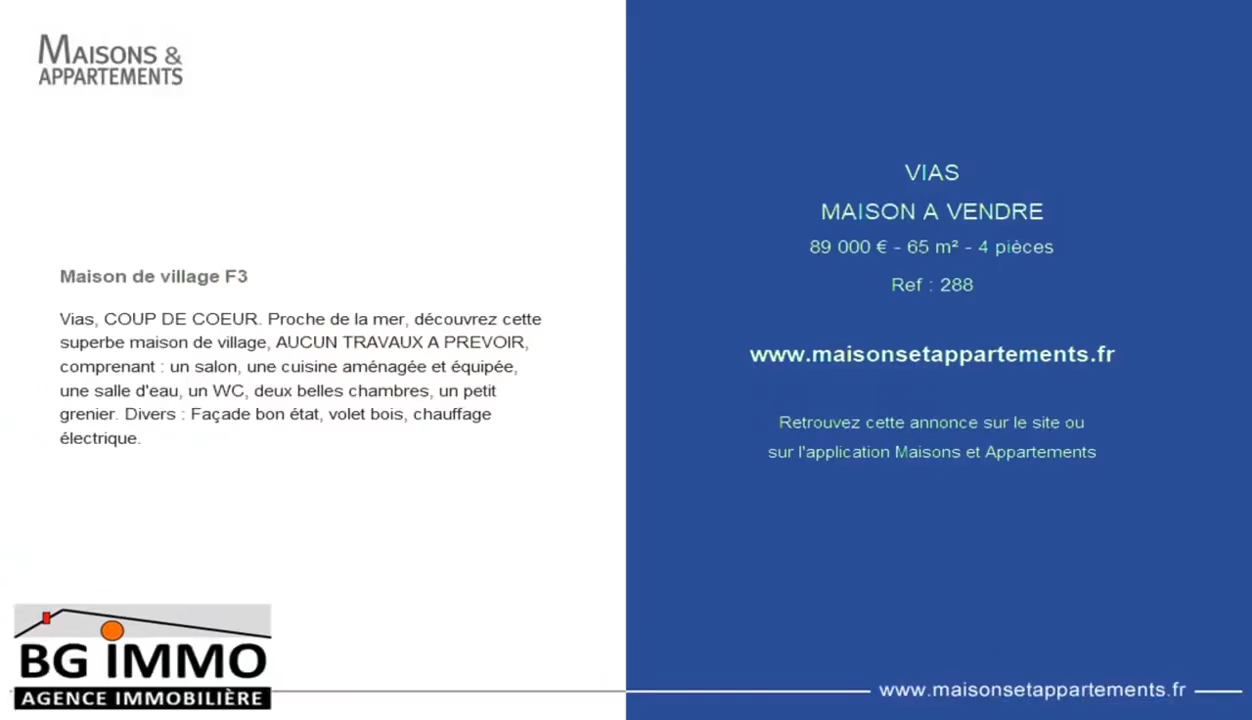 MAISONS &
APPARTEMENTS
Maison de village F3
Vias, COUP DE COEUR. Proche de la mer, découvrez cette
superbe maison de village, AUCUN TRAVAUX A PREVOIR,
comprenant : un salon, une cuisine aménagée et équipée,
une salle d'eau, un WC, deux belles chambres, un petit
grenier. Divers : Façade bon état, volet bois, chauffage
électrique.
BG IMMO
AGENCE IMMOBILIÈRE
VIAS
MAISON A VENDRE
89 000 € - 65 m² - 4 pièces
Ref : 288
www.maisonsetappartements.fr
Retrouvez cette annonce sur le site ou
sur l'application Maisons et Appartements
www.maisonsetappartements.fr